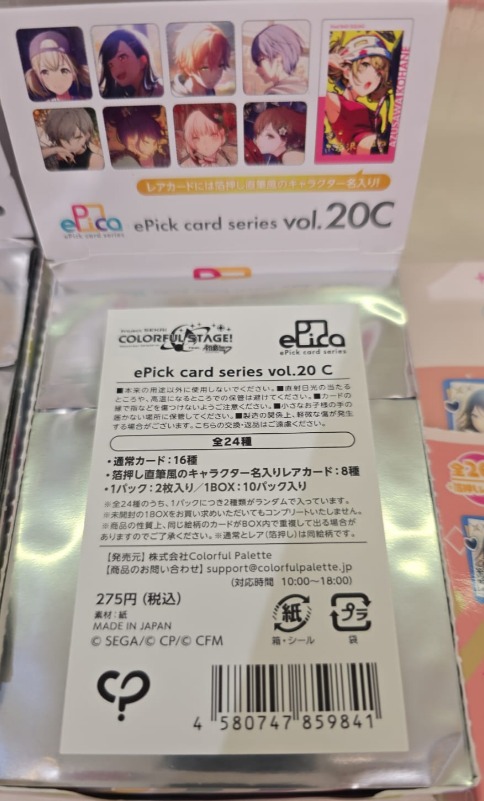 AZUSAWA KOHANE
レアカードには箔押し直筆風のキャラクター名入り!
ePica
ePick card series
ePick card series vol.20C
COLORFUL STAGE!
ePica
ePick card series
ePick card series vol.20 C
■本来の用途以外に使用しないでください。■直射日光の当たる
ところや、高温になるところでの保管は避けてください。■カードの
縁で指などを傷つけないようご注意ください。■小さなお子様の手の
届かない場所に保管してください。■製造の関係上、軽微な傷が発生
する場合がございます。こちらの交換・返品はご遠慮ください。
全24種
・通常カード:16種
・箔押し直筆風のキャラクター名入りレアカード:8種
・1パック:2枚入り/1BOX:10パック入り
※全24種のうち、1パックにつき2種類がランダムで入っています。
※未開封の1BOXをお買い求めいただいてもコンプリートいたしません。
※商品の性質上、同じ絵柄のカードがBOX内で重複して出る場合が
ありますのでご了承ください。※通常とレア(箔押し)は同絵柄です。
【発売元】株式会社Colorful Palette
【商品のお問い合わせ】support@colorfulpalette.jp
(対応時間 10:00~18:00)
275円(税込)
素材:紙
MADE IN JAPAN
© SEGA/© CP/© CFM
紙
箱・シール
プラ
袋
4 580747 859841